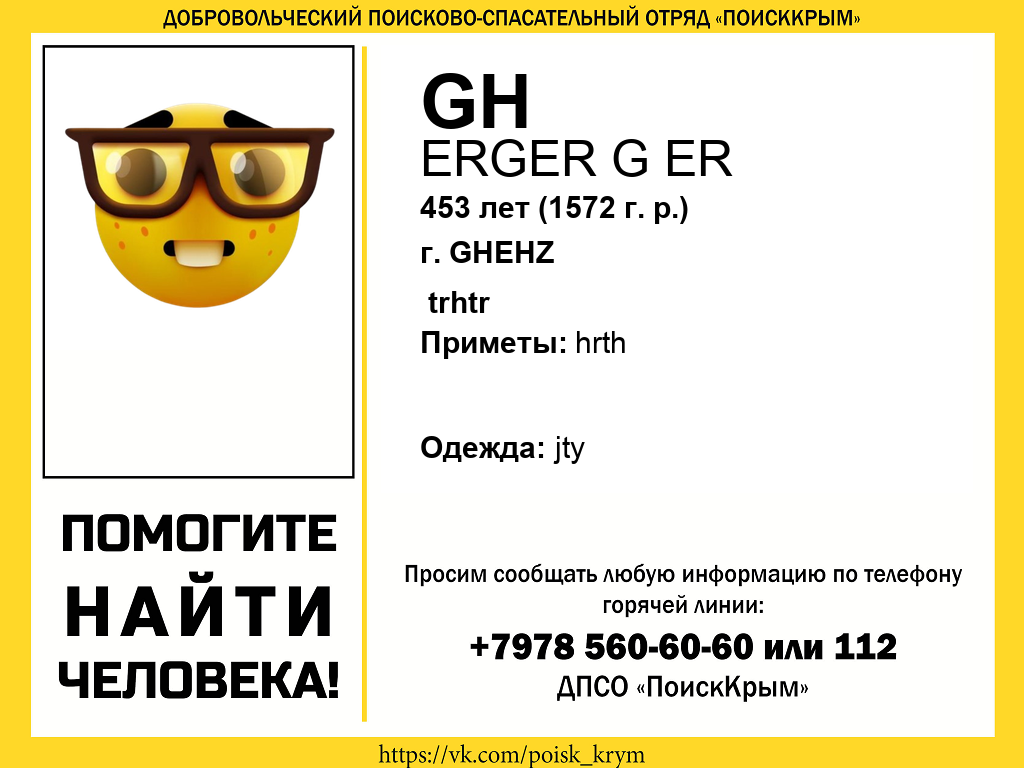 ДОБРОВОЛЬЧЕСКИЙ ПОИСКОВО-СПАСАТЕЛЬНЫЙ ОТРЯД «ПОИСККРЫМ»
GH
ERGER G ER
453 лет (1572 г. р.)
г. GHEHZ
trhtr
Приметы: hrth
Одежда: jty
ПОМОГИТЕ
НАЙТИ
ЧЕЛОВЕКА!
Просим сообщать любую информацию по телефону
горячей линии:
+7978 560-60-60 или 112
ДПСО «ПоискКрым»
https://vk.com/poisk_krym